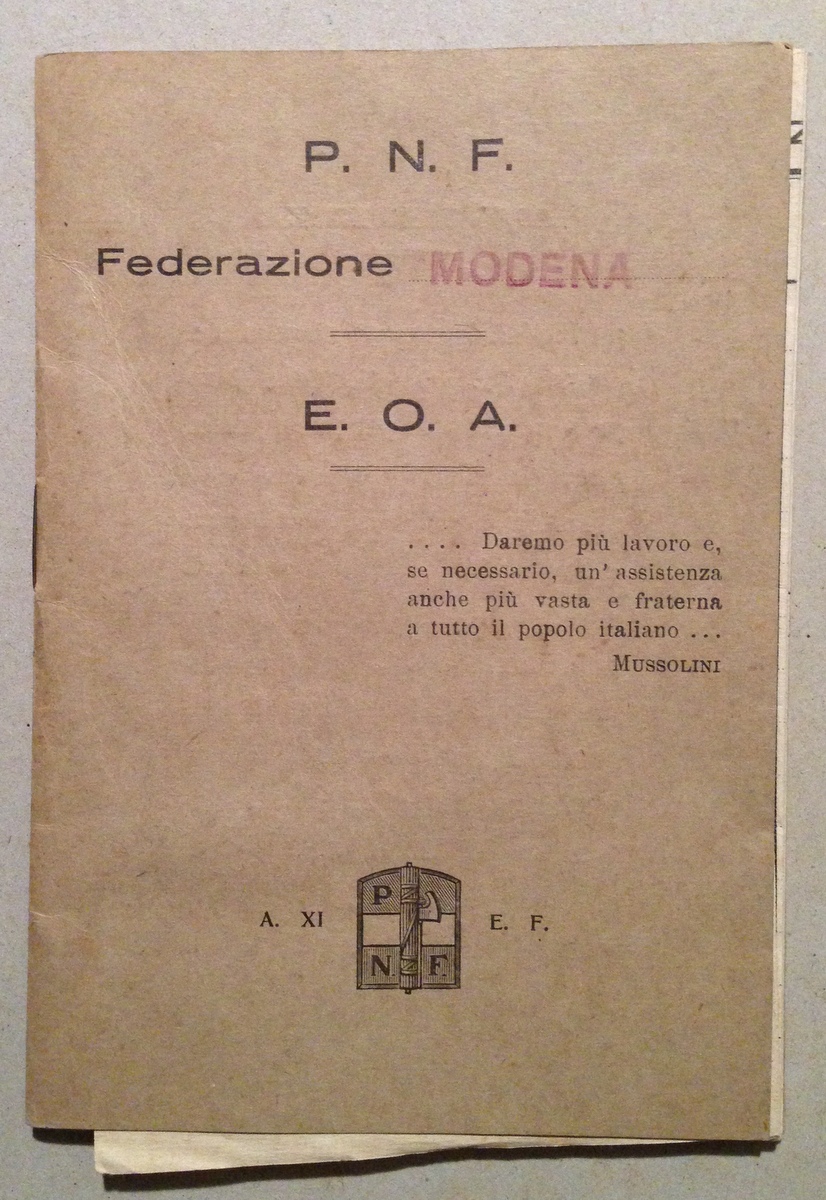 P. N. F.
Federazione MODENA
E. O. A.
.... Daremo più lavoro e,
se necessario, un' assistenza
anche più vasta e fraterna
a tutto il popolo italiano ...
MUSSOLINI
A. XI
P
N. F.
E. F.